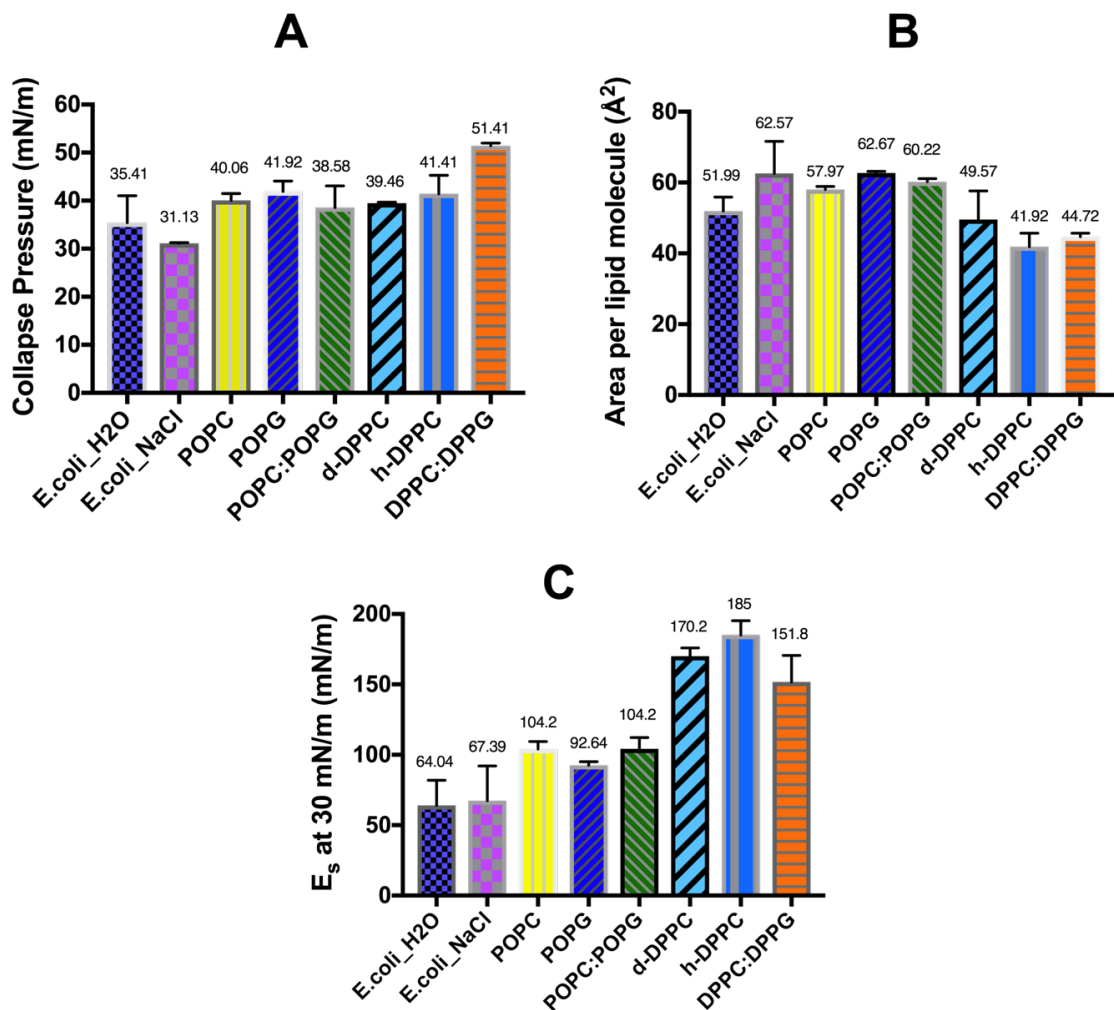 A
Collapse Pressure (mN/m)
60
50
40
30
20
10
0
35.41
31.13
40.06
41.92
38.58
39.46
41.41
51.41
E.coli_H2O
E.coli_NaCl
POPC
POPG
POPC:POPG
d-DPPC
h-DPPC
DPPC:DPPG
B
Area per lipid molecule (Å²)
80
60
40
20
0
51.99
62.57
57.97
62.67
60.22
49.57
41.92
44.72
E.coli_H2O
E.coli_NaCl
POPC
POPG
POPC:POPG
d-DPPC
h-DPPC
DPPC:DPPG
C
Es at 30 mN/m (mN/m)
200
150
100
50
0
64.04
67.39
104.2
92.64
104.2
170.2
185
151.8
E.coli_H2O
E.coli_NaCl
POPC
POPG
POPC:POPG
d-DPPC
h-DPPC
DPPC:DPPG